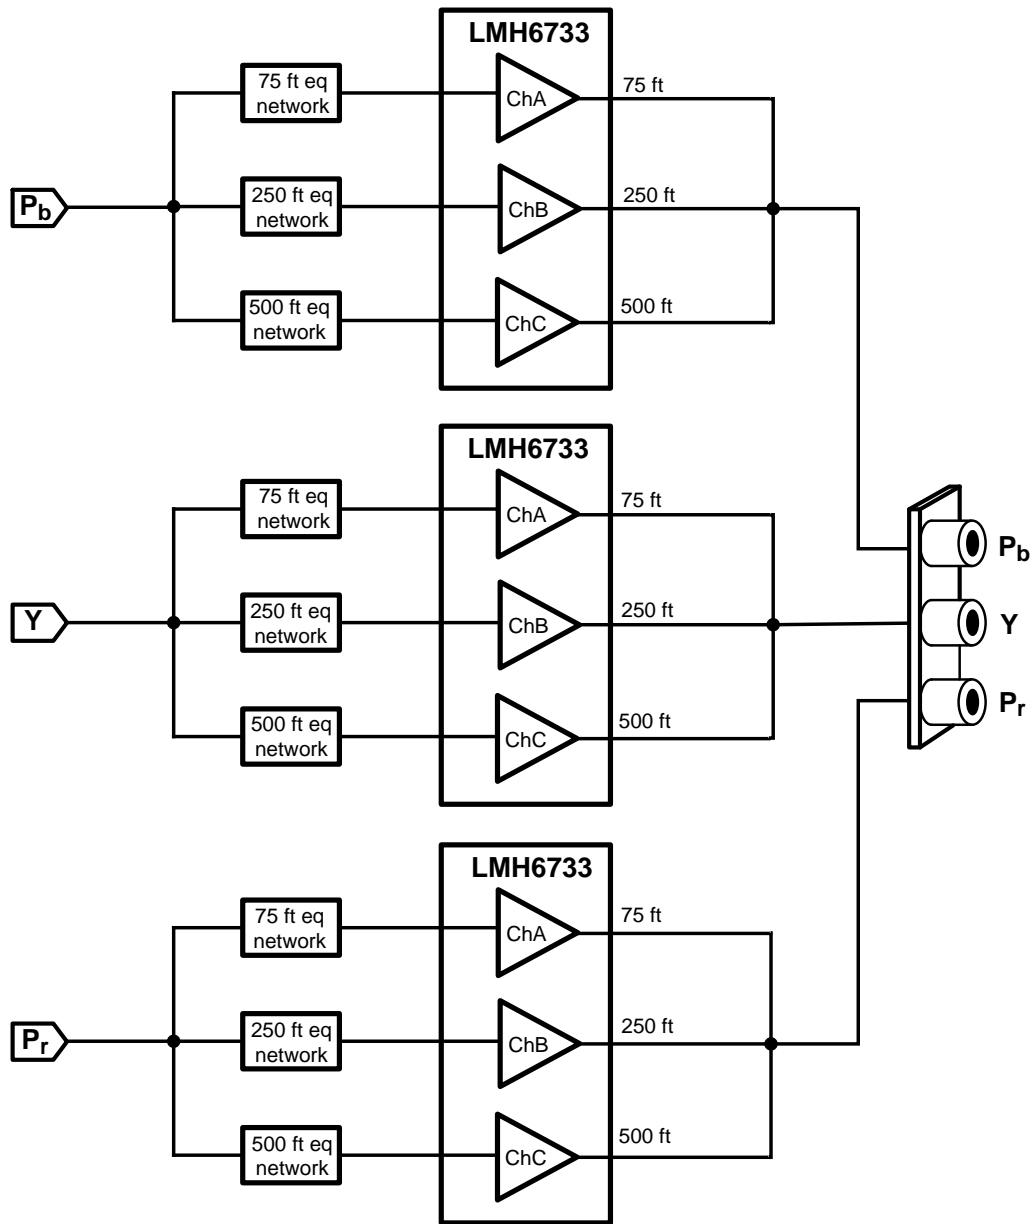 LMH6733
75 ft eq
network
ChA
75 ft
Pb
250 ft eq
network
ChB
250 ft
500 ft eq
network
ChC
500 ft
LMH6733
75 ft eq
network
ChA
75 ft
Y
250 ft eq
network
ChB
250 ft
500 ft eq
network
ChC
500 ft
Pb
Y
Pr
LMH6733
75 ft eq
network
ChA
75 ft
Pr
250 ft eq
network
ChB
250 ft
500 ft eq
network
ChC
500 ft